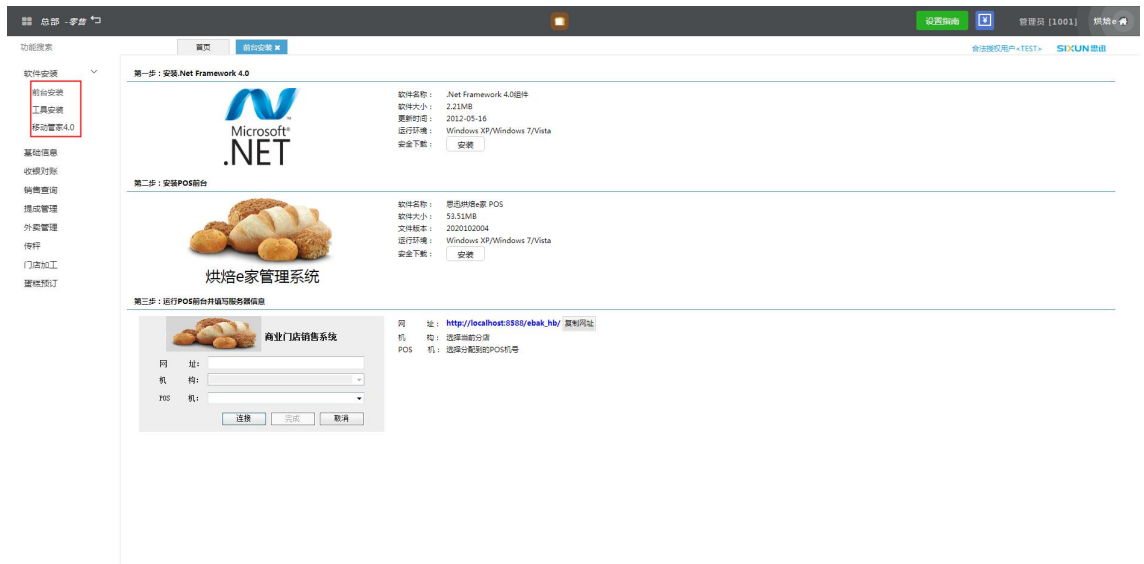 总部 -零售
设置指南
¥
管理员 [1001]
烘焙e
功能搜索
首页
前台安装 ×
合法授权用户<TEST>
SIXUN思迅
软件安装
前台安装
工具安装
移动管家4.0
基础信息
收银对账
销售查询
提成管理
外卖管理
传秤
门店加工
蛋糕预订
第一步：安装.Net Framework 4.0
Microsoft®
.NET
软件名称： .Net Framework 4.0组件
软件大小： 2.21MB
更新时间： 2012-05-16
运行环境： Windows XP/Windows 7/Vista
安全下载： 安装
第二步：安装POS前台
烘焙e家管理系统
软件名称： 思迅烘焙e家 POS
软件大小： 53.51MB
文件版本： 2020102004
运行环境： Windows XP/Windows 7/Vista
安全下载： 安装
第三步：运行POS前台并填写服务器信息
商业门店销售系统
网 址：
机 构：
POS 机：
连接 完成 取消
网 址： http://localhost:8588/ebak_hb/ 复制网址
机 构： 选择当前分店
POS 机： 选择分配到的POS机号